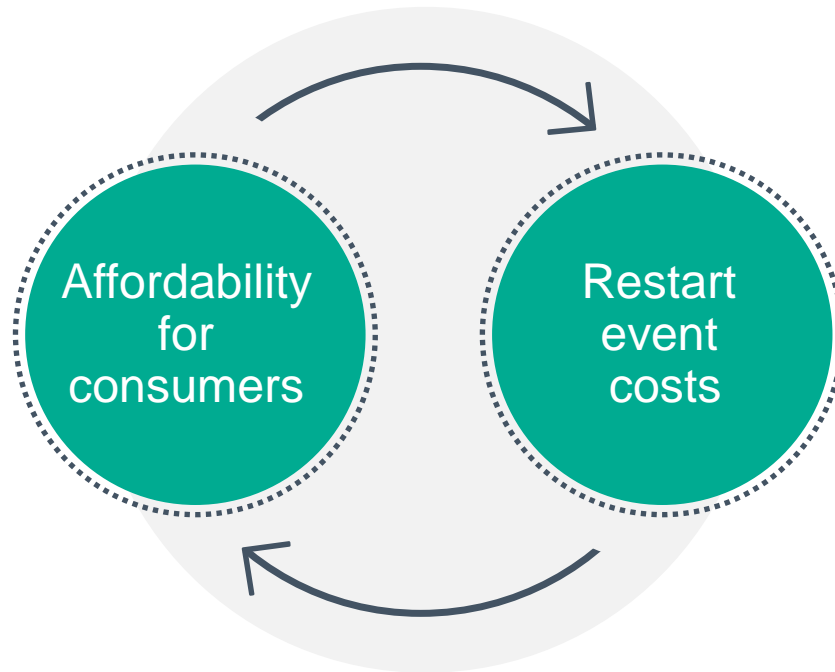 Affordability
for
consumers
Restart
event
costs